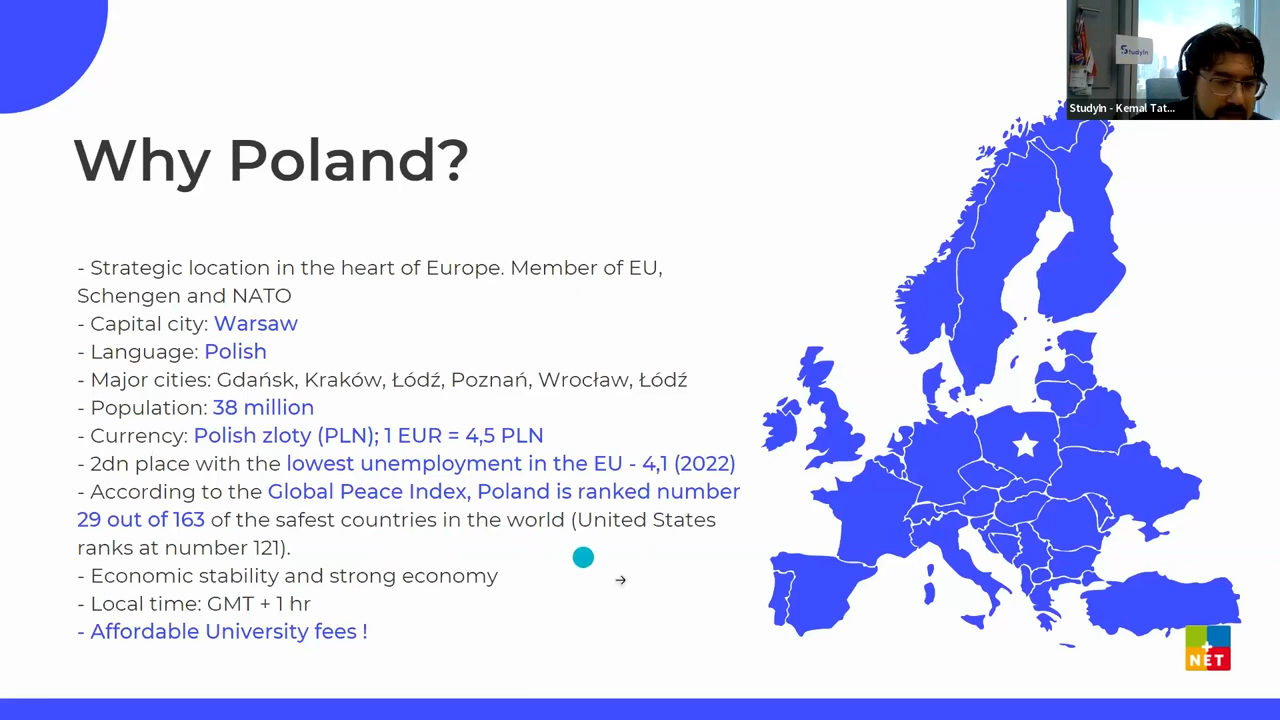 StudyIn
StudyIn - Kemal Tat...
Why Poland?
- Strategic location in the heart of Europe. Member of EU,
Schengen and NATO
- Capital city: Warsaw
- Language: Polish
- Major cities: Gdańsk, Kraków, Łódź, Poznań, Wrocław, Łódź
- Population: 38 million
- Currency: Polish zloty (PLN); 1 EUR = 4,5 PLN
- 2dn place with the lowest unemployment in the EU - 4,1 (2022)
- According to the Global Peace Index, Poland is ranked number
29 out of 163 of the safest countries in the world (United States
ranks at number 121).
- Economic stability and strong economy
- Local time: GMT + 1 hr
- Affordable University fees !
+
NET